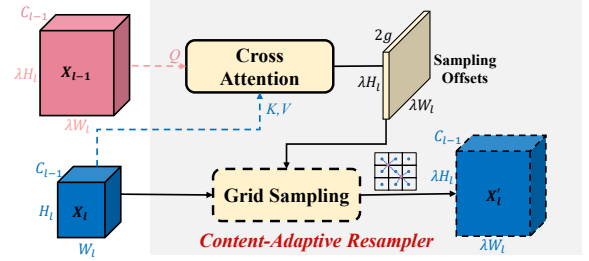 C_{l-1}
λH_l
X_{l-1}
λW_l
Q
Cross
Attention
K,V
2g
λH_l
λW_l
Sampling
Offsets
C_{l-1}
H_l
X_l
W_l
Grid Sampling
C_{l-1}
λH_l
X_l'
λW_l
Content-Adaptive Resampler